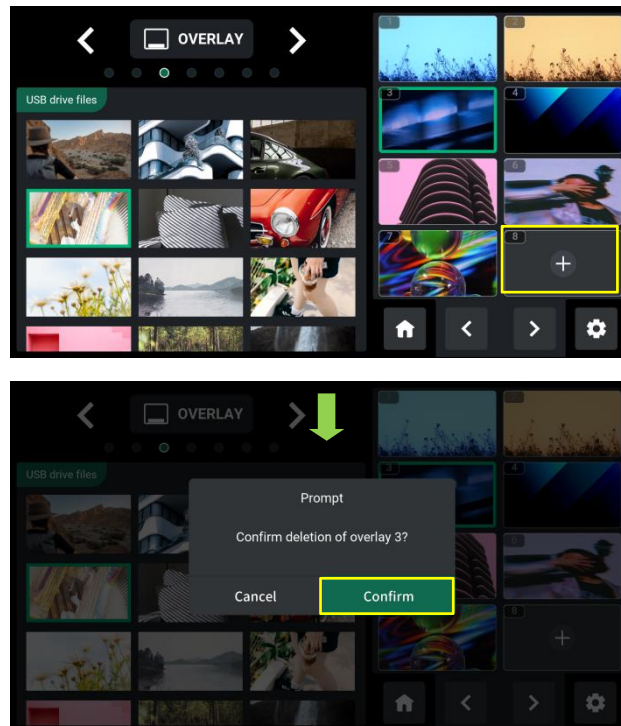 OVERLAY
USB drive files
1
2
3
4
5
6
7
8
OVERLAY
USB drive files
3
4
8
Prompt
Confirm deletion of overlay 3?
Cancel
Confirm